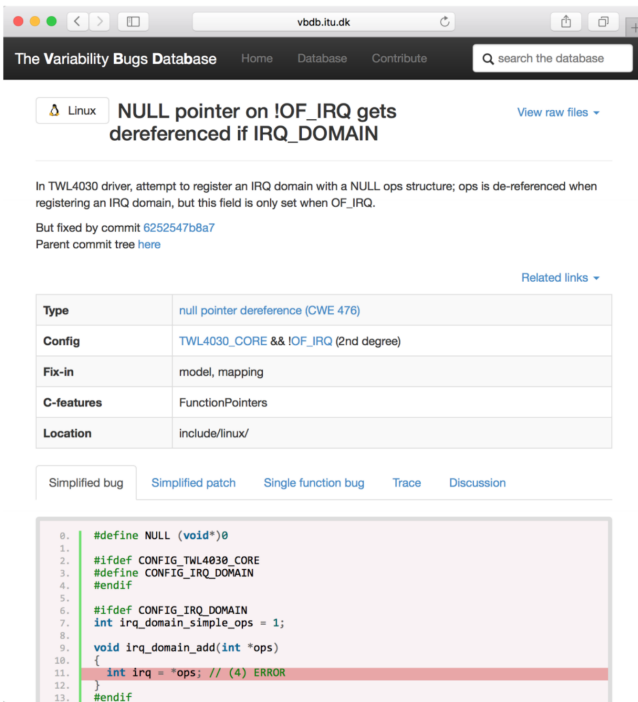 vbdb.itu.dk
The Variability Bugs Database Home Database Contribute search the database
Linux NULL pointer on !OF_IRQ gets View raw files
dereferenced if IRQ_DOMAIN
In TWL4030 driver, attempt to register an IRQ domain with a NULL ops structure; ops is de-referenced when
registering an IRQ domain, but this field is only set when OF_IRQ.
But fixed by commit 6252547b8a7
Parent commit tree here
Related links
Type null pointer dereference (CWE 476)
Config TWL4030_CORE && !OF_IRQ (2nd degree)
Fix-in model, mapping
C-features FunctionPointers
Location include/linux/
Simplified bug Simplified patch Single function bug Trace Discussion
0. #define NULL (void*)0
1.
2. #ifdef CONFIG_TWL4030_CORE
3. #define CONFIG_IRQ_DOMAIN
4. #endif
5.
6. #ifdef CONFIG_IRQ_DOMAIN
7. int irq_domain_simple_ops = 1;
8.
9. void irq_domain_add(int *ops)
10. {
11. int irq = *ops; // (4) ERROR
12. }
13. #endif